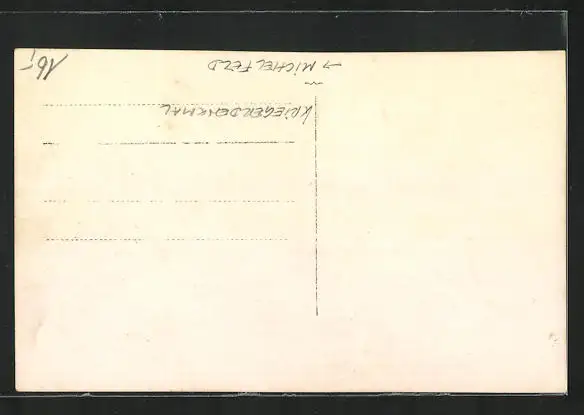 KRIEGERDENKMAL
→ MICHELFELD
16,-